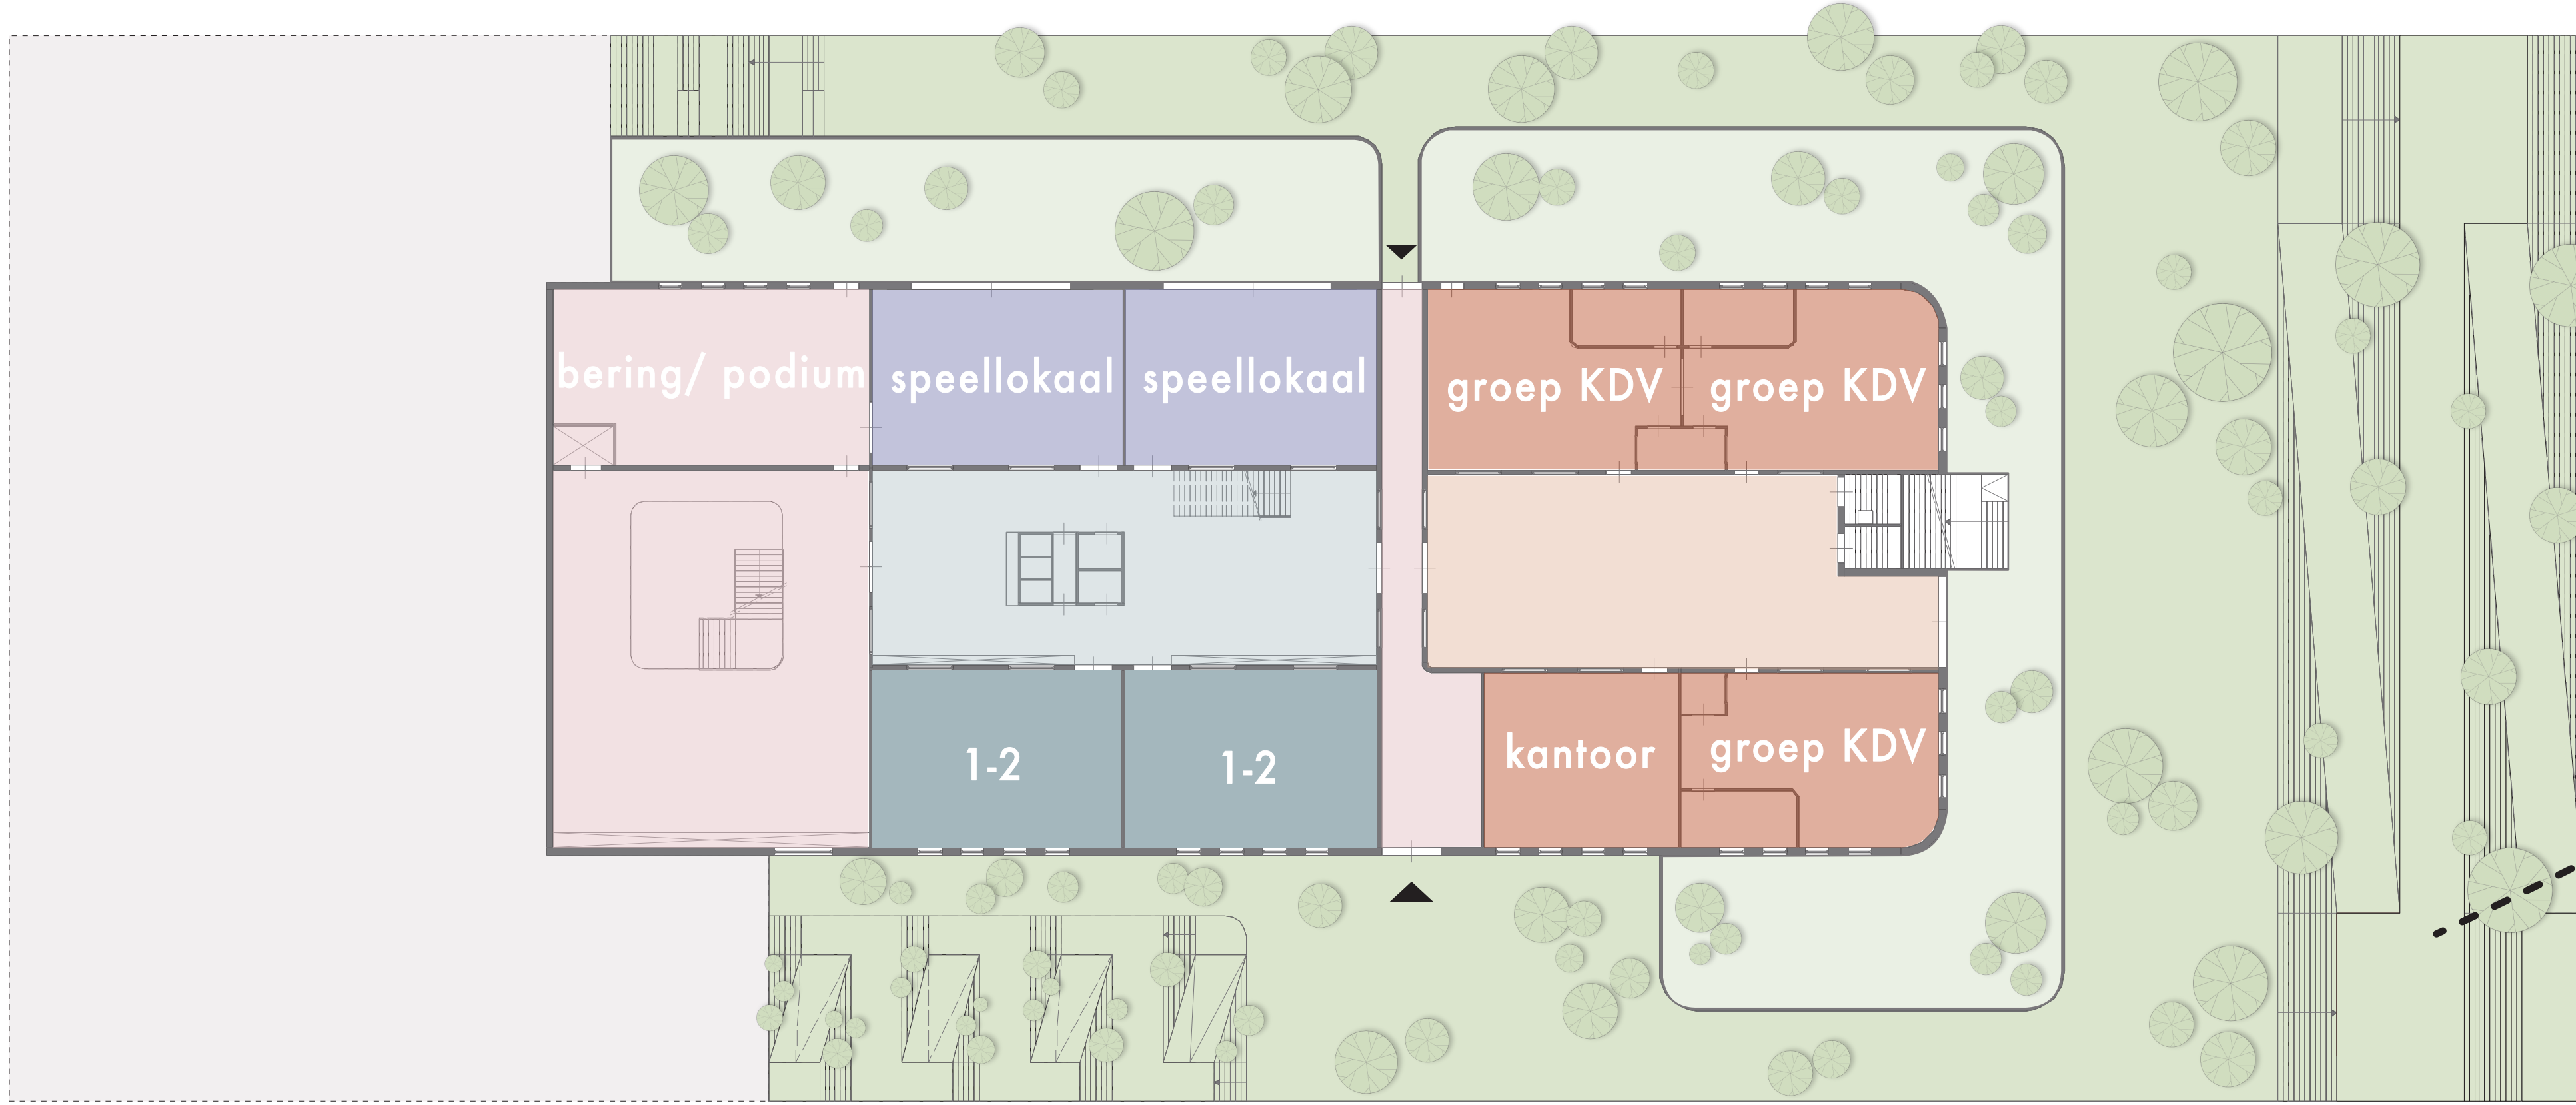 bering/ podium
speellokaal
speellokaal
groep KDV
groep KDV
1-2
1-2
kantoor
groep KDV